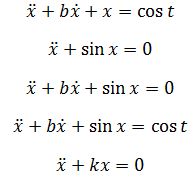 ẍ + bẋ + x = cos t
ẍ + sin x = 0
ẍ + bẋ + sin x = 0
ẍ + bẋ + sin x = cos t
ẍ + kx = 0